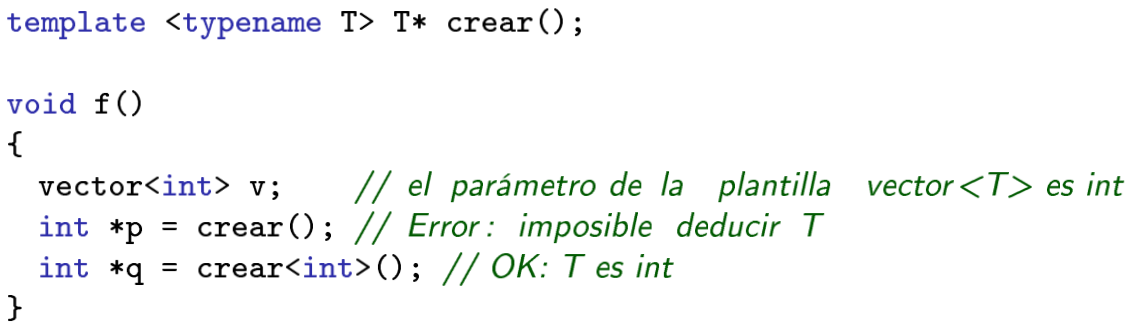 template <typename T> T* crear();
void f()
{
  vector<int> v;     // el parámetro de la plantilla vector<T> es int
  int *p = crear(); // Error: imposible deducir T
  int *q = crear<int>(); // OK: T es int
}